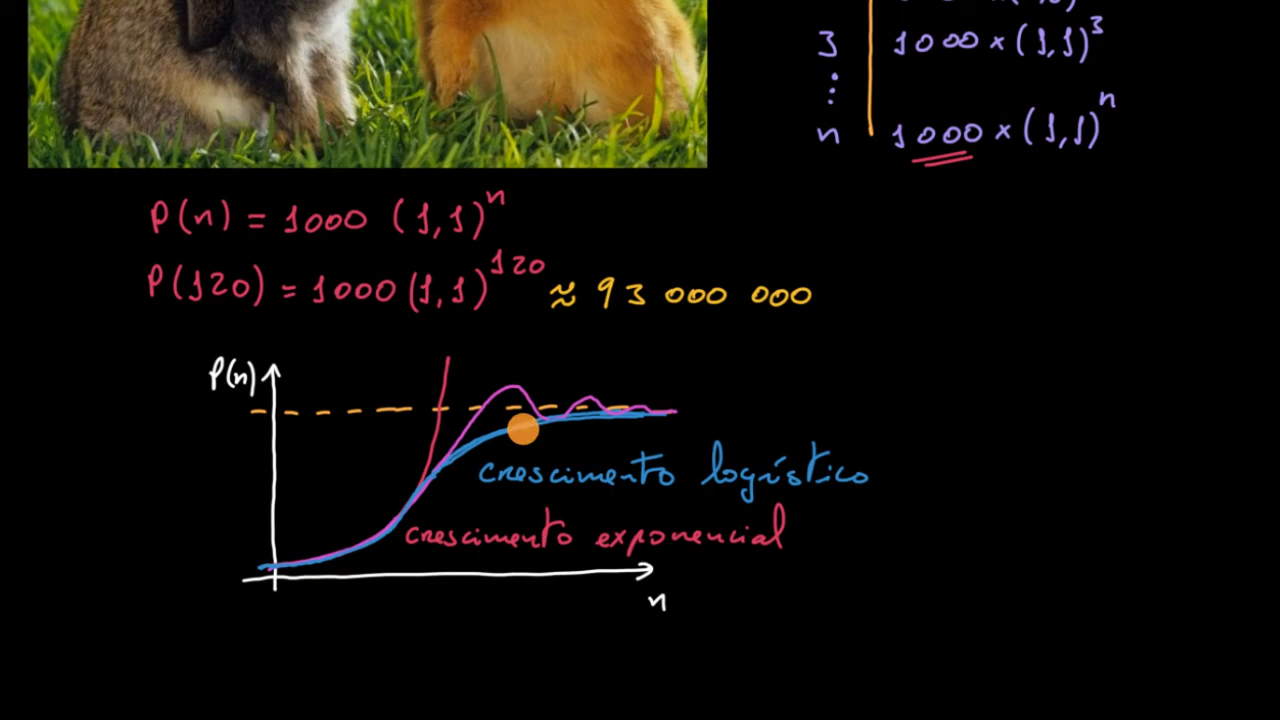 3 1000 × (1,1)³
⋮
n 1000 × (1,1)ⁿ
P(n) = 1000 (1,1)ⁿ
P(120) = 1000 (1,1)¹²⁰ ≈ 93 000 000
P(n)
crescimento logístico
crescimento exponencial
n